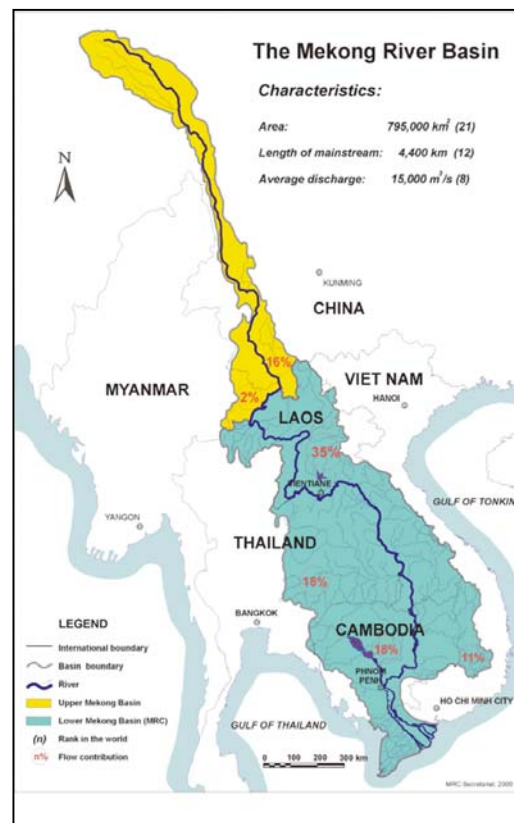 The Mekong River Basin
Characteristics:
Area: 795,000 km² (21)
Length of mainstream: 4,400 km (12)
Average discharge: 15,000 m³/s (8)
N
KUNMING
CHINA
16%
MYANMAR
2%
VIET NAM
HANOI
LAOS
35%
VIENTIANE
GULF OF TONKIN
YANGON
THAILAND
18%
BANGKOK
CAMBODIA
18%
11%
PHNOM
PENH
HO CHI MINH CITY
GULF OF THAILAND
LEGEND
International boundary
Basin boundary
River
Upper Mekong Basin
Lower Mekong Basin (MRC)
(n) Rank in the world
n% Flow contribution
0 100 200 300 km
MRC Secretariat, 2000